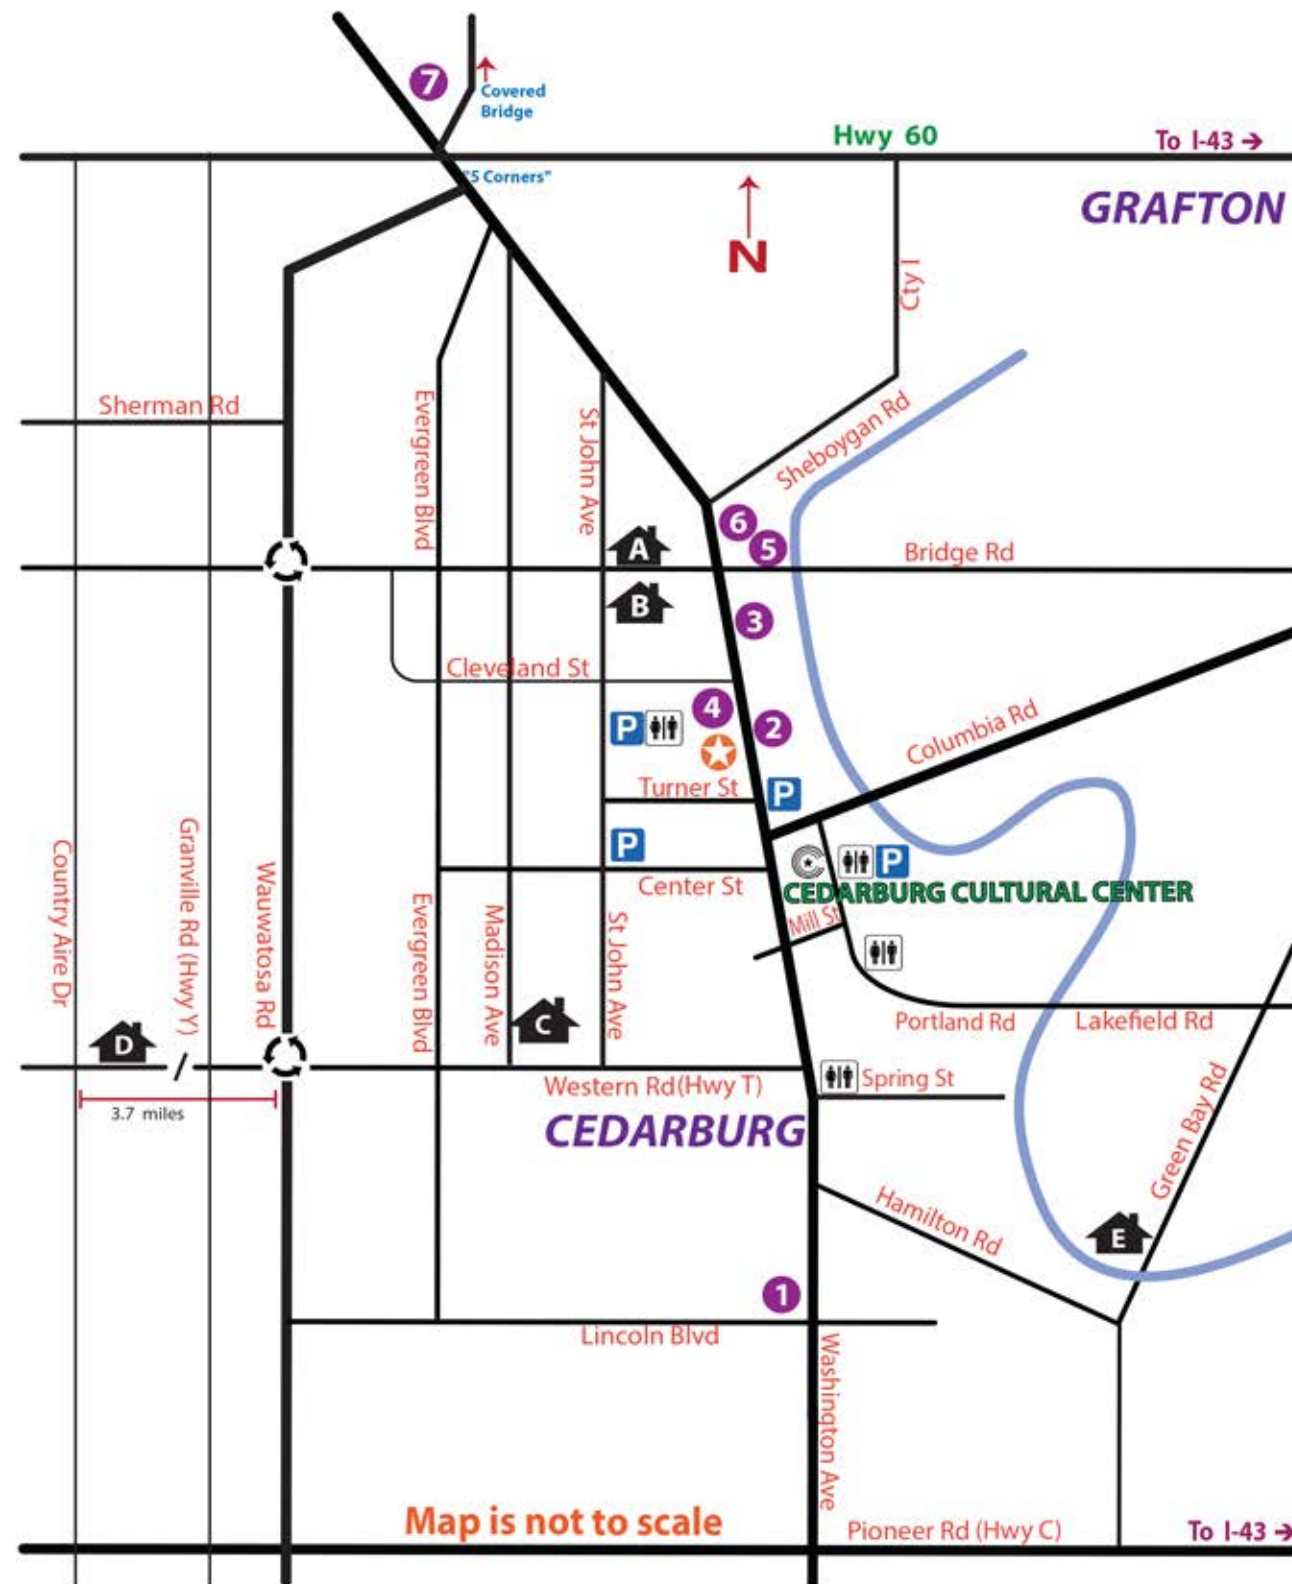 7
Covered
Bridge
Hwy 60
To I-43
"5 Corners"
GRAFTON
N
Cty I
Sherman Rd
Evergreen Blvd
St John Ave
Sheboygan Rd
6
5
A
Bridge Rd
B
3
Cleveland St
4
2
P
Columbia Rd
Turner St
P
P
Center St
P
CEDARBURG CULTURAL CENTER
Mill St
Country Aire Dr
Granville Rd (Hwy Y)
Wauwatosa Rd
Evergreen Blvd
Madison Ave
St John Ave
C
D
Portland Rd
Lakefield Rd
3.7 miles
Western Rd(Hwy T)
Spring St
CEDARBURG
Green Bay Rd
Hamilton Rd
E
1
Lincoln Blvd
Washington Ave
Map is not to scale
Pioneer Rd (Hwy C)
To I-43